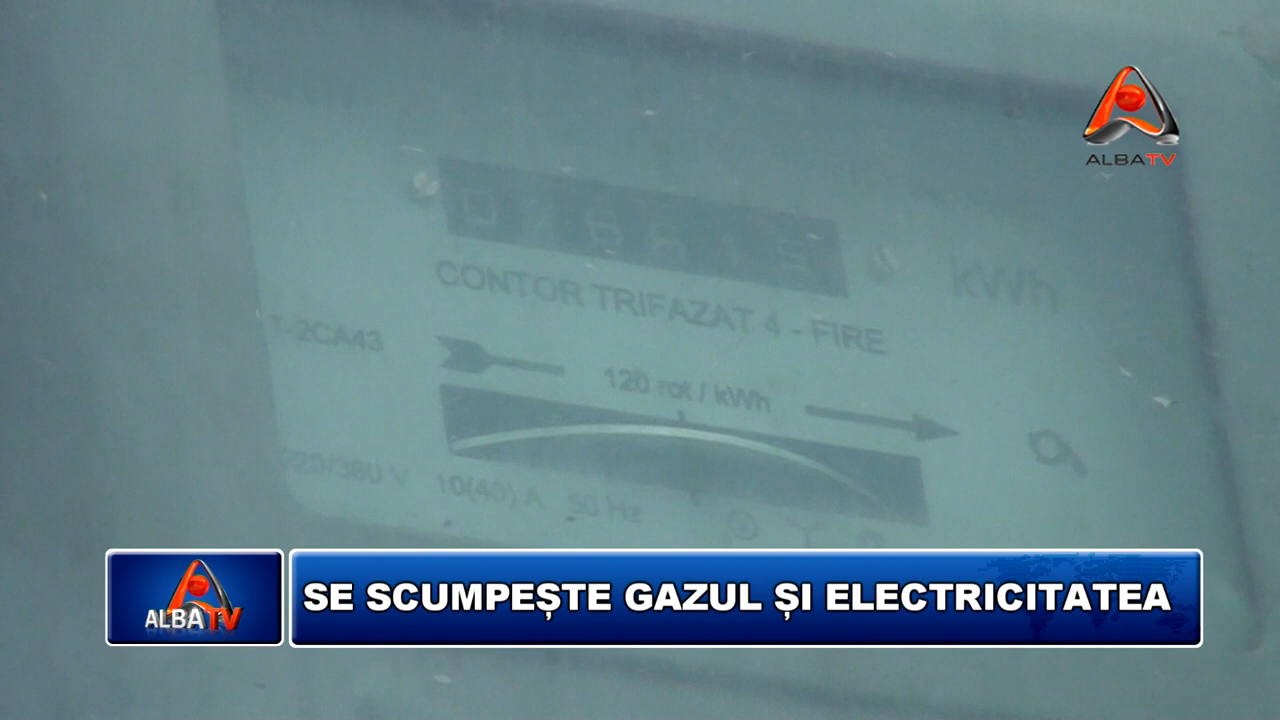 ALBATV
kWh
CONTOR TRIFAZAT 4 - FIRE
T-2CA43
120 rot / kWh
220/380 V 10(40) A 50 Hz
ALBATV
SE SCUMPEȘTE GAZUL ȘI ELECTRICITATEA